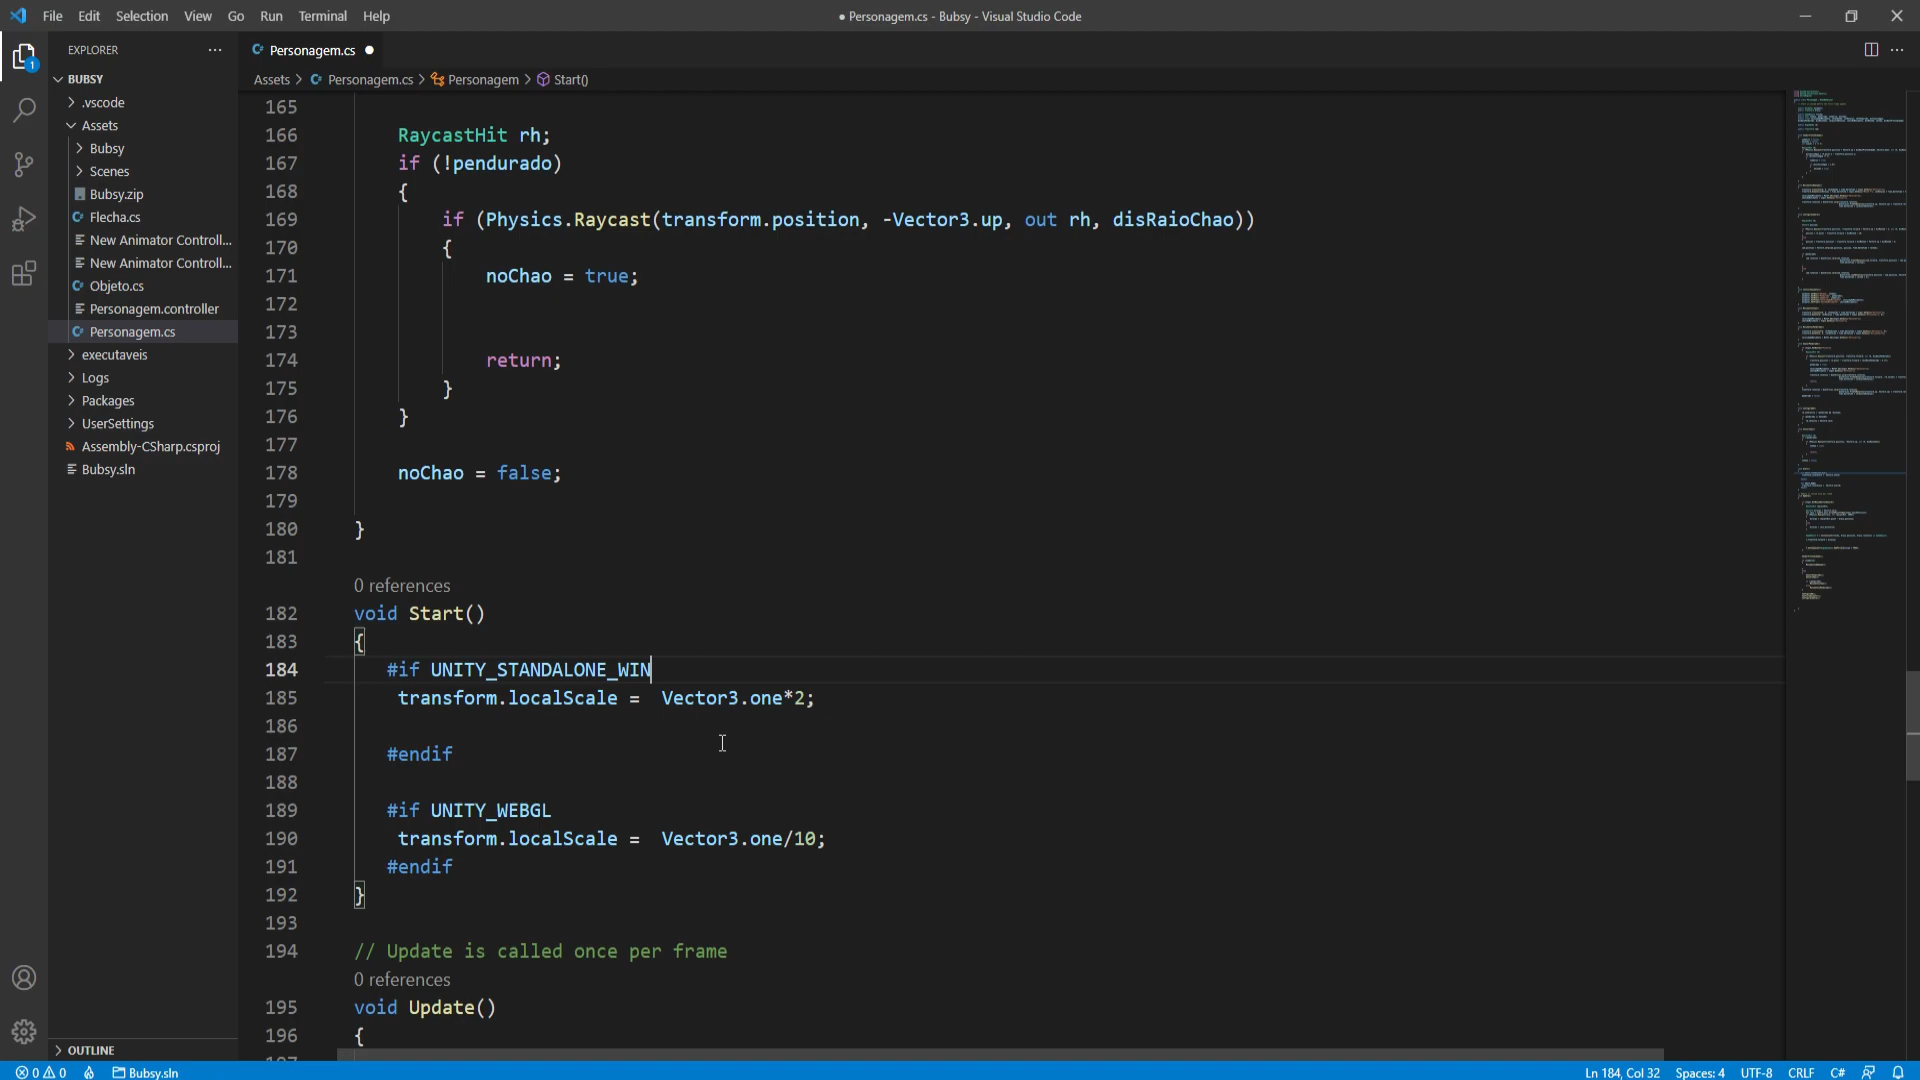 File Edit Selection View Go Run Terminal Help
● Personagem.cs - Bubsy - Visual Studio Code
EXPLORER
BUBSY
.vscode
Assets
Bubsy
Scenes
Bubsy.zip
Flecha.cs
New Animator Controll...
New Animator Controll...
Objeto.cs
Personagem.controller
Personagem.cs
executaveis
Logs
Packages
UserSettings
Assembly-CSharp.csproj
Bubsy.sln
OUTLINE
Personagem.cs ●
Assets > Personagem.cs > Personagem > Start()
165
166 RaycastHit rh;
167 if (!pendurado)
168 {
169 if (Physics.Raycast(transform.position, -Vector3.up, out rh, disRaioChao))
170 {
171 noChao = true;
172
173
174 return;
175 }
176 }
177
178 noChao = false;
179
180 }
181
0 references
182 void Start()
183 {
184 #if UNITY_STANDALONE_WIN
185 transform.localScale =  Vector3.one*2;
186
187 #endif
188
189 #if UNITY_WEBGL
190 transform.localScale =  Vector3.one/10;
191 #endif
192 }
193
194 // Update is called once per frame
0 references
195 void Update()
196 {
1
0 0 Bubsy.sln
Ln 184, Col 32 Spaces: 4 UTF-8 CRLF C#